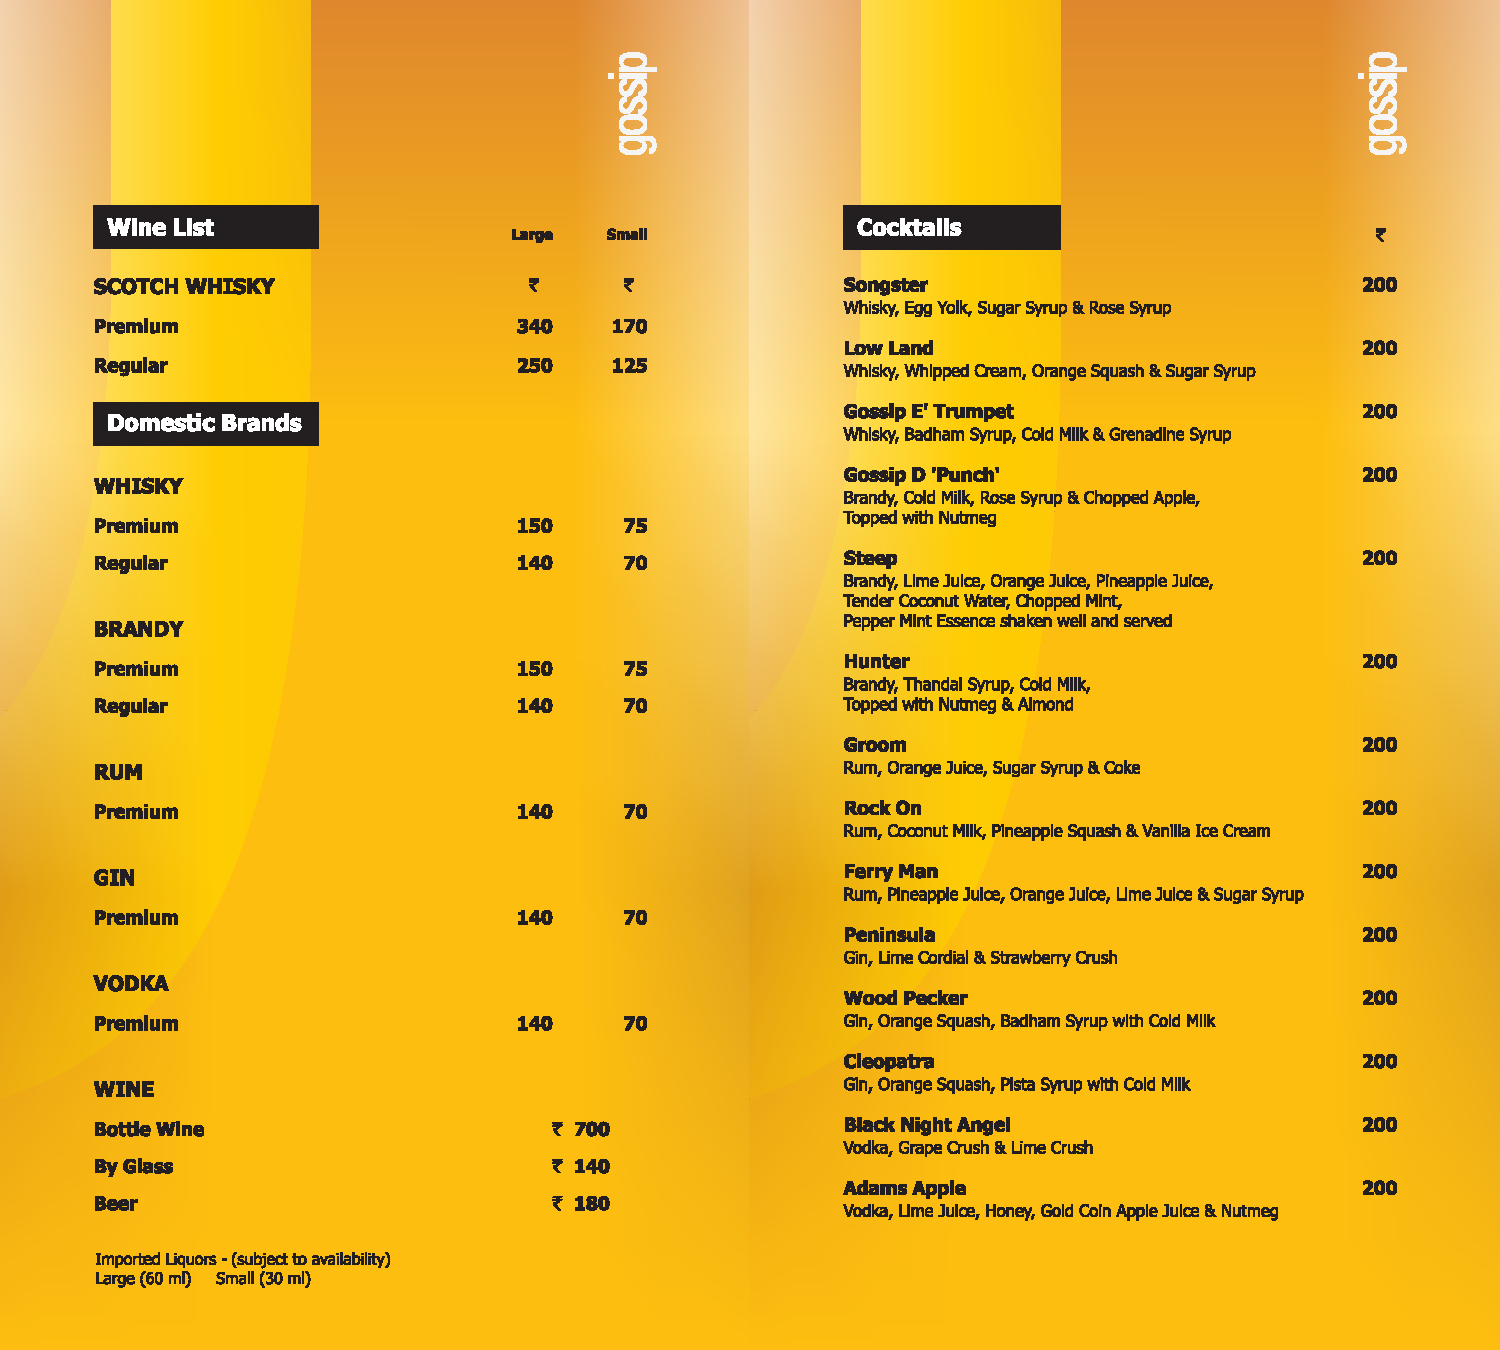 gossip
Wine List Large Small
SCOTCH WHISKY ₹ ₹
Premium 340 170
Regular 250 125
Domestic Brands
WHISKY
Premium 150 75
Regular 140 70
BRANDY
Premium 150 75
Regular 140 70
RUM
Premium 140 70
GIN
Premium 140 70
VODKA
Premium 140 70
WINE
Bottle Wine ₹ 700
By Glass ₹ 140
Beer ₹ 180
Imported Liquors - (subject to availability)
Large (60 ml) Small (30 ml)
gossip
Cocktails ₹
Songster 200
Whisky, Egg Yolk, Sugar Syrup & Rose Syrup
Low Land 200
Whisky, Whipped Cream, Orange Squash & Sugar Syrup
Gossip E' Trumpet 200
Whisky, Badham Syrup, Cold Milk & Grenadine Syrup
Gossip D 'Punch' 200
Brandy, Cold Milk, Rose Syrup & Chopped Apple,
Topped with Nutmeg
Steep 200
Brandy, Lime Juice, Orange Juice, Pineapple Juice,
Tender Coconut Water, Chopped Mint,
Pepper Mint Essence shaken well and served
Hunter 200
Brandy, Thandai Syrup, Cold Milk,
Topped with Nutmeg & Almond
Groom 200
Rum, Orange Juice, Sugar Syrup & Coke
Rock On 200
Rum, Coconut Milk, Pineapple Squash & Vanilla Ice Cream
Ferry Man 200
Rum, Pineapple Juice, Orange Juice, Lime Juice & Sugar Syrup
Peninsula 200
Gin, Lime Cordial & Strawberry Crush
Wood Pecker 200
Gin, Orange Squash, Badham Syrup with Cold Milk
Cleopatra 200
Gin, Orange Squash, Pista Syrup with Cold Milk
Black Night Angel 200
Vodka, Grape Crush & Lime Crush
Adams Apple 200
Vodka, Lime Juice, Honey, Gold Coin Apple Juice & Nutmeg